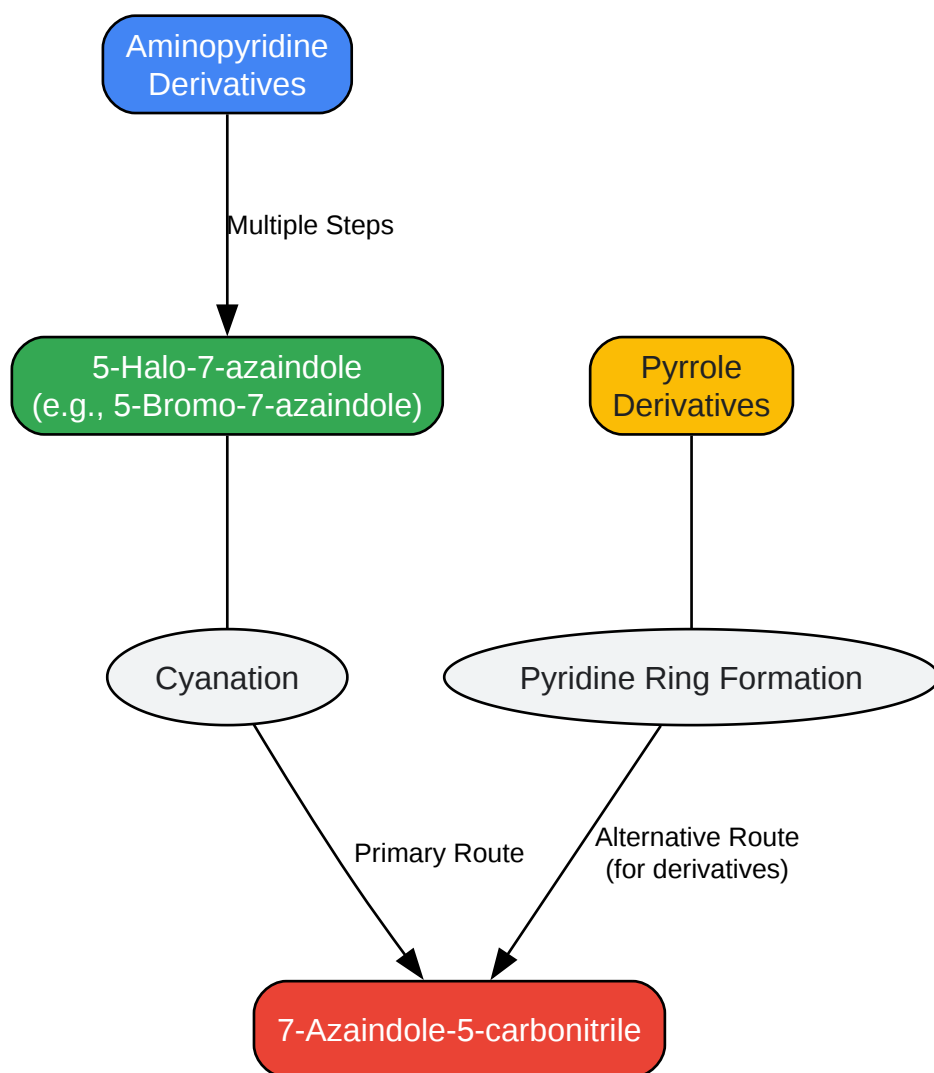 Aminopyridine
Derivatives
Multiple Steps
5-Halo-7-azaindole
(e.g., 5-Bromo-7-azaindole)
Pyrrole
Derivatives
Cyanation
Pyridine Ring Formation
Primary Route
Alternative Route
(for derivatives)
7-Azaindole-5-carbonitrile